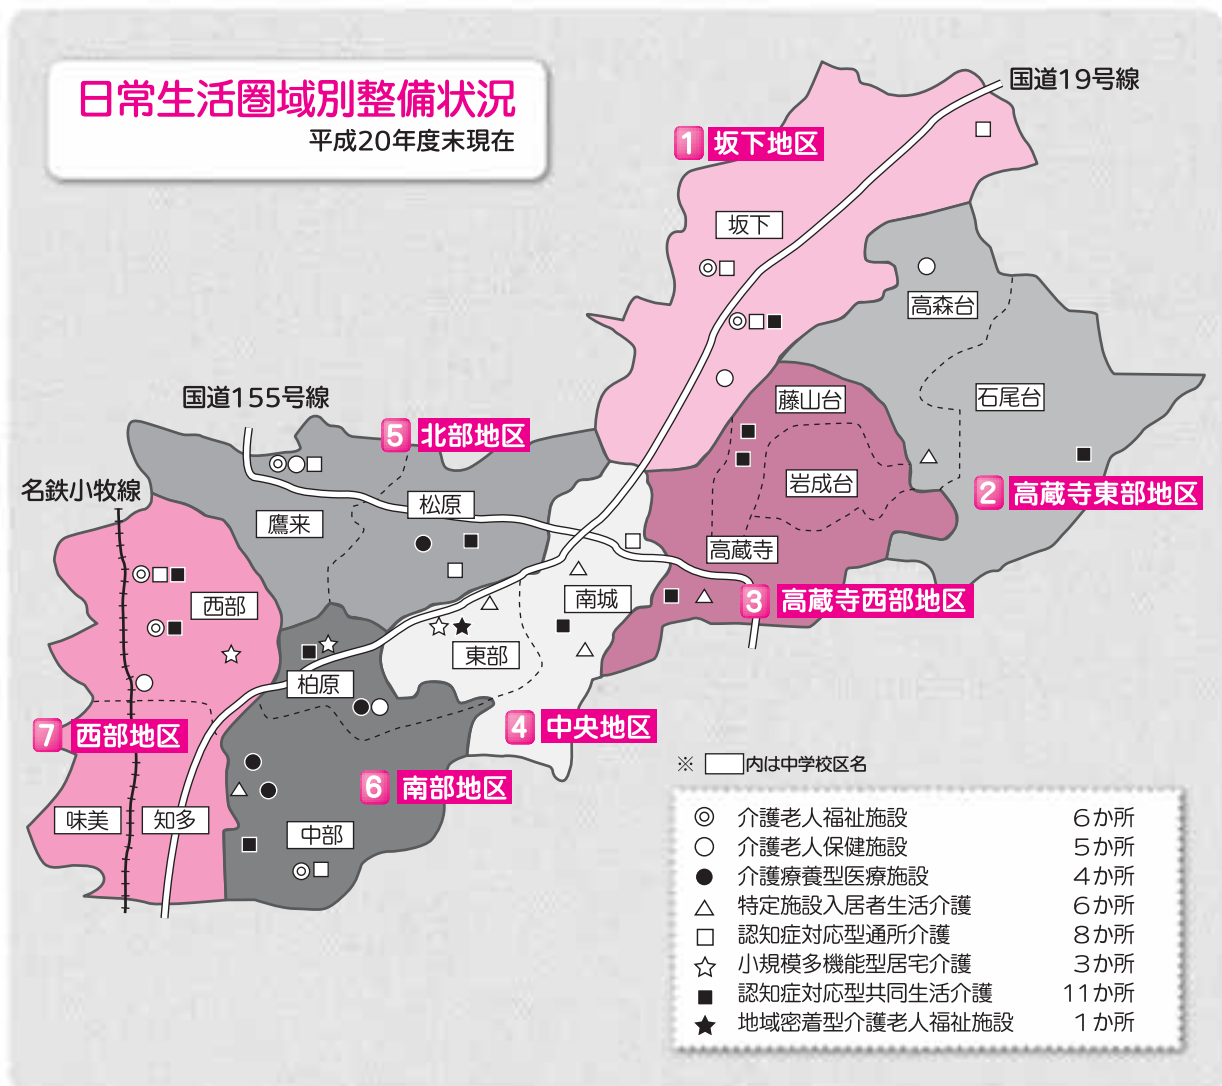 日常生活圏域別整備状況
平成20年度末現在
国道19号線
1 坂下地区
坂下
高森台
藤山台
石尾台
国道155号線
5 北部地区
岩成台
2 高蔵寺東部地区
名鉄小牧線
松原
鷹来
高蔵寺
西部
南城
3 高蔵寺西部地区
東部
柏原
4 中央地区
7 西部地区
6 南部地区
味美
知多
中部
※ 内は中学校区名
◎ 介護老人福祉施設 6か所
○ 介護老人保健施設 5か所
● 介護療養型医療施設 4か所
△ 特定施設入居者生活介護 6か所
□ 認知症対応型通所介護 8か所
☆ 小規模多機能型居宅介護 3か所
■ 認知症対応型共同生活介護 11か所
★ 地域密着型介護老人福祉施設 1か所